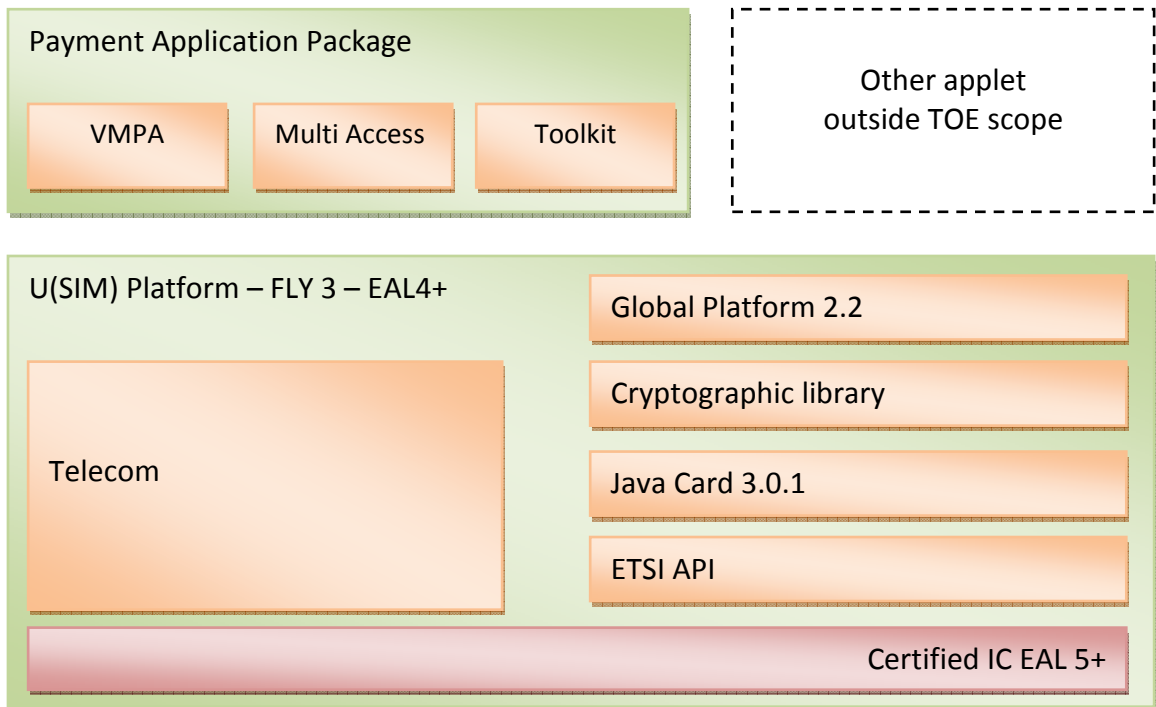 Payment Application Package
VMPA
Multi Access
Toolkit
Other applet
outside TOE scope
U(SIM) Platform – FLY 3 – EAL4+
Global Platform 2.2
Cryptographic library
Telecom
Java Card 3.0.1
ETSI API
Certified IC EAL 5+